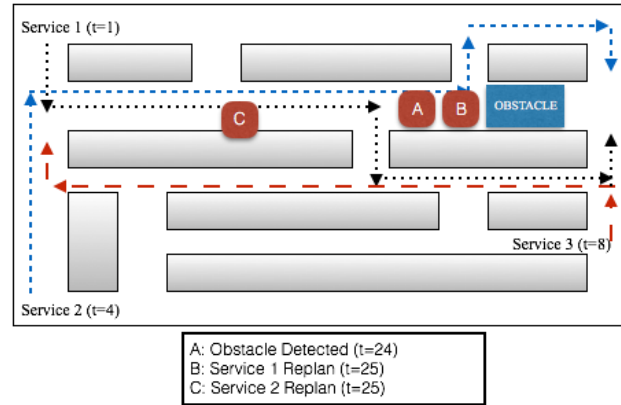 Service 1 (t=1)
A
B
OBSTACLE
C
Service 3 (t=8)
Service 2 (t=4)
A: Obstacle Detected (t=24)
B: Service 1 Replan (t=25)
C: Service 2 Replan (t=25)